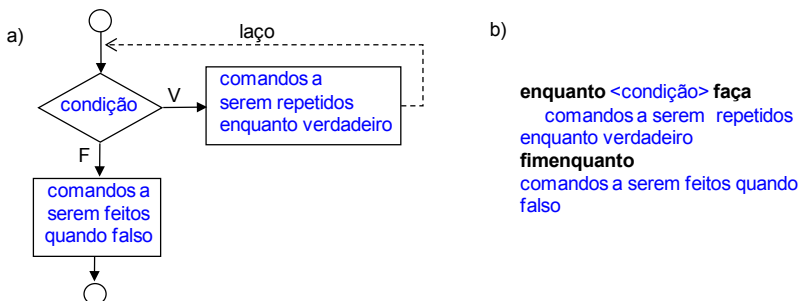 a)
laço
condição
V
comandos a
serem repetidos
enquanto verdadeiro
F
comandos a
serem feitos
quando falso
b)
enquanto <condição> faça
comandos a serem repetidos
enquanto verdadeiro
fimenquanto
comandos a serem feitos quando
falso